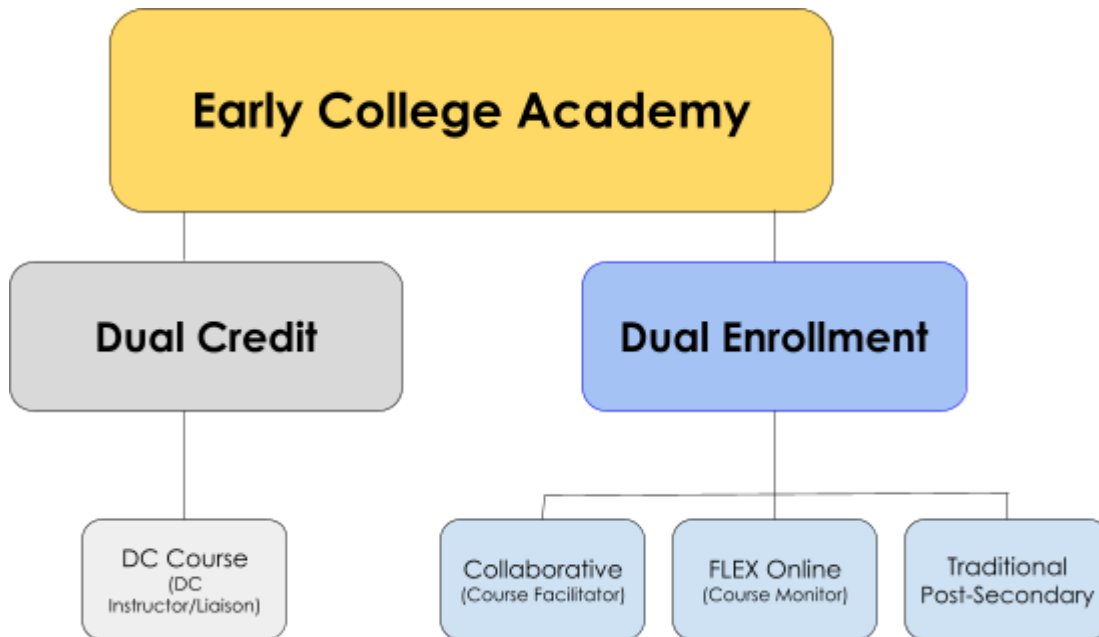 Early College Academy
Dual Credit
Dual Enrollment
DC Course
(DC
Instructor/Liaison)
Collaborative
(Course Facilitator)
FLEX Online
(Course Monitor)
Traditional
Post-Secondary